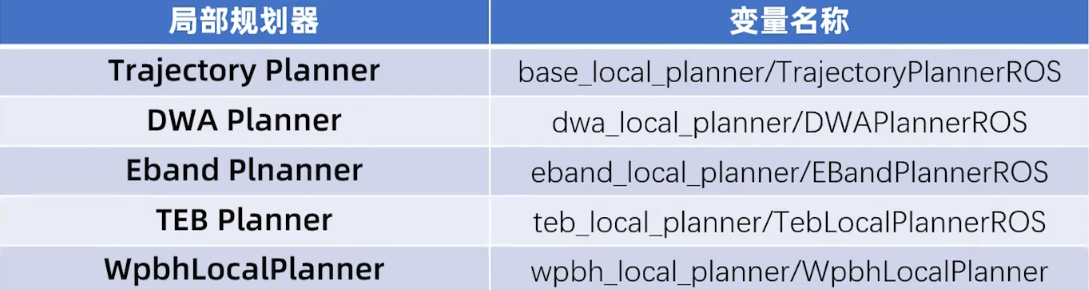 局部规划器 变量名称
Trajectory Planner base_local_planner/TrajectoryPlannerROS
DWA Planner dwa_local_planner/DWAPlannerROS
Eband Plnanner eband_local_planner/EBandPlannerROS
TEB Planner teb_local_planner/TebLocalPlannerROS
WpbhLocalPlanner wpbh_local_planner/WpbhLocalPlanner